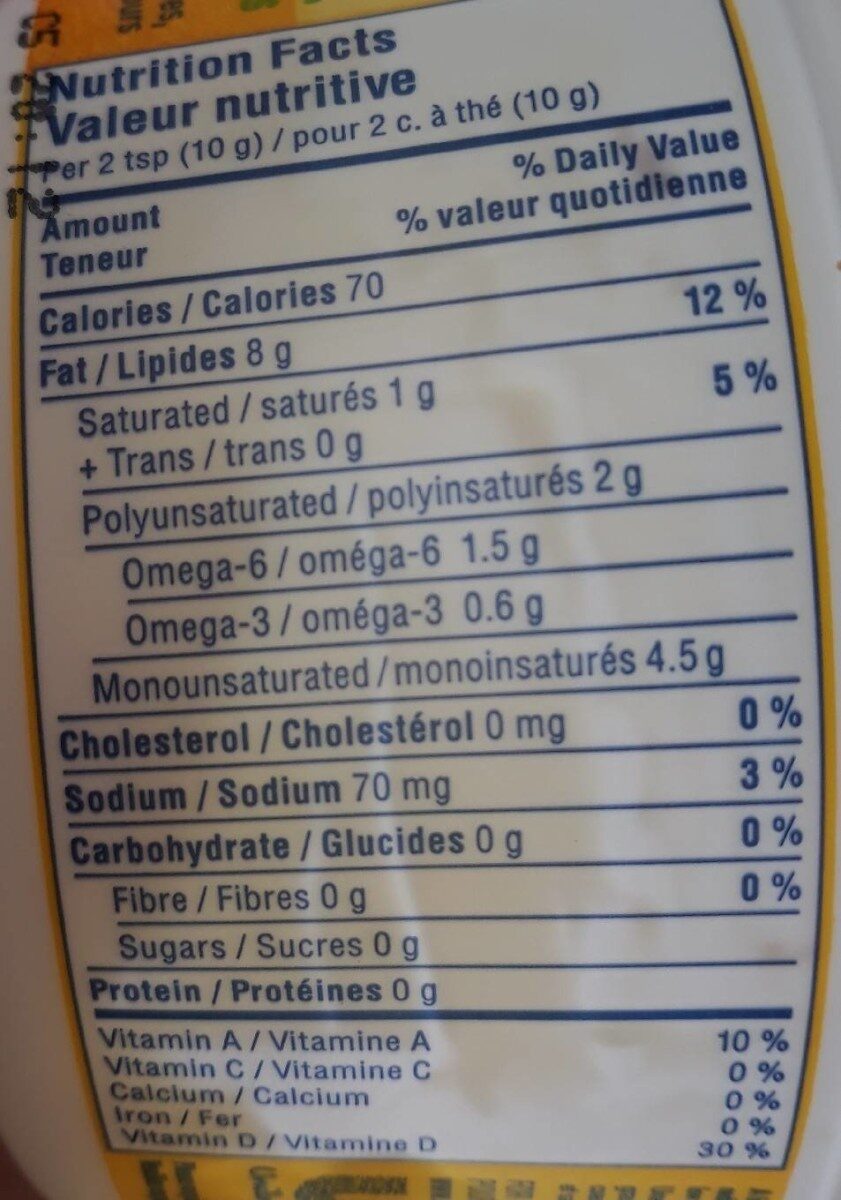 Nutrition Facts
Valeur nutritive
Per 2 tsp (10 g) / pour 2 c. à thé (10 g)
% Daily Value
Amount
% valeur quotidienne
Teneur
Calories / Calories 70
Fat / Lipides 8 g 12 %
Saturated / saturés 1 g 5 %
+ Trans / trans 0 g
Polyunsaturated / polyinsaturés 2 g
Omega-6 / oméga-6 1.5 g
Omega-3 / oméga-3 0.6 g
Monounsaturated / monoinsaturés 4.5 g
Cholesterol / Cholestérol 0 mg 0 %
Sodium / Sodium 70 mg 3 %
Carbohydrate / Glucides 0 g 0 %
Fibre / Fibres 0 g 0 %
Sugars / Sucres 0 g
Protein / Protéines 0 g
Vitamin A / Vitamine A 10 %
Vitamin C / Vitamine C 0 %
Calcium / Calcium 0 %
Iron / Fer 0 %
Vitamin D / Vitamine D 30 %